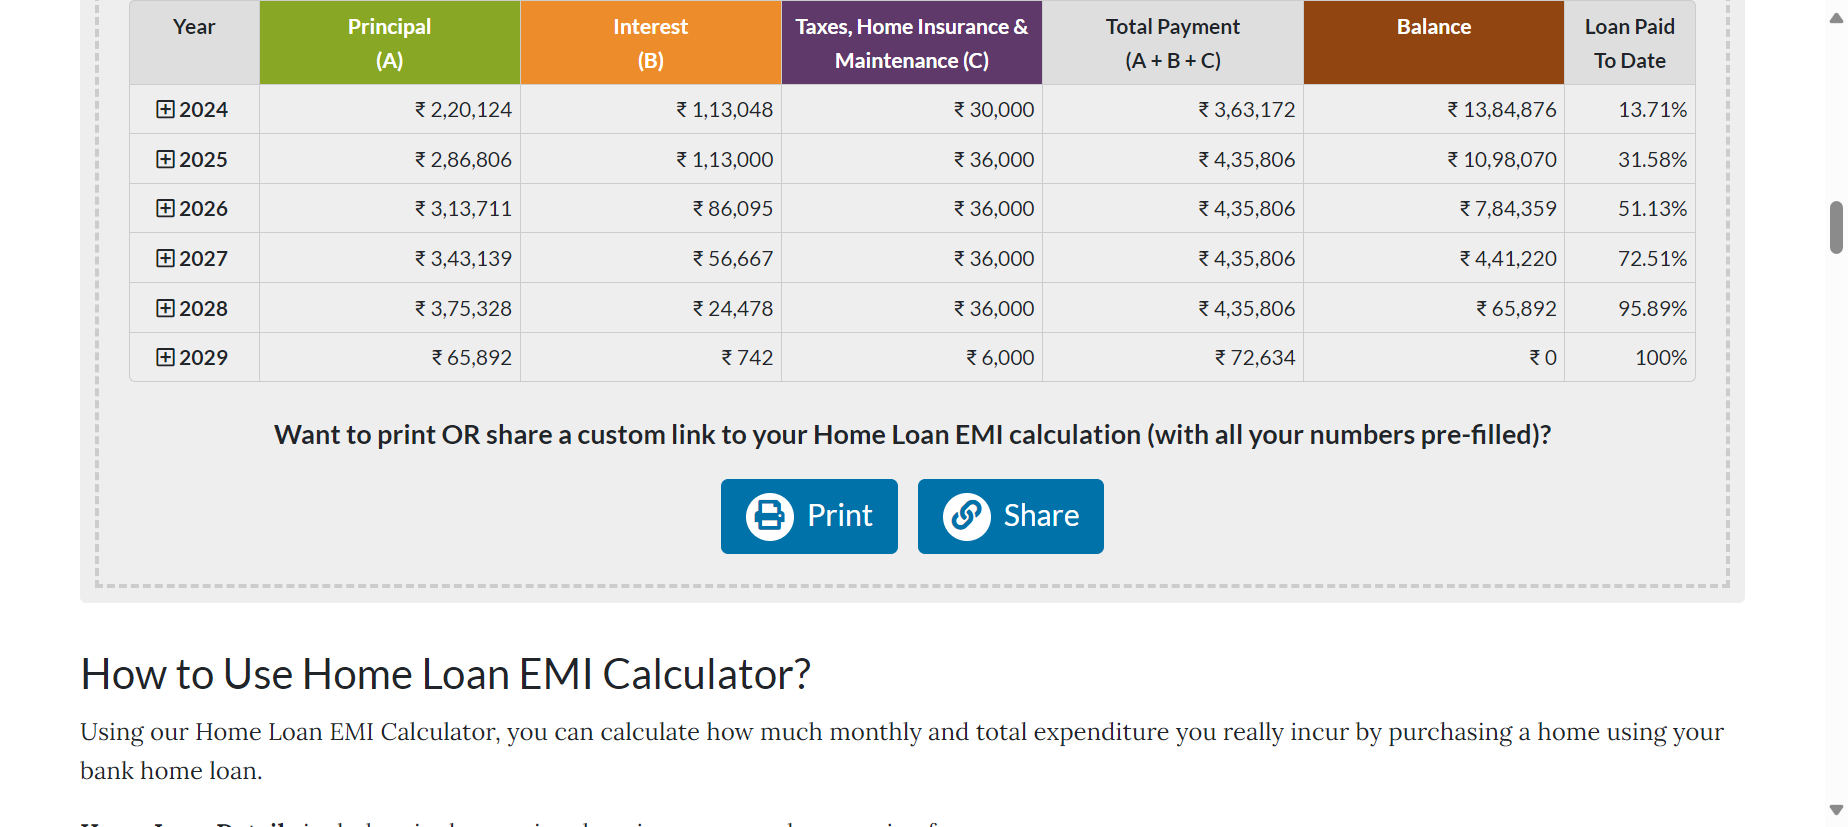 Year Principal (A) Interest (B) Taxes, Home Insurance & Maintenance (C) Total Payment (A + B + C) Balance Loan Paid To Date
2024 ₹ 2,20,124 ₹ 1,13,048 ₹ 30,000 ₹ 3,63,172 ₹ 13,84,876 13.71%
2025 ₹ 2,86,806 ₹ 1,13,000 ₹ 36,000 ₹ 4,35,806 ₹ 10,98,070 31.58%
2026 ₹ 3,13,711 ₹ 86,095 ₹ 36,000 ₹ 4,35,806 ₹ 7,84,359 51.13%
2027 ₹ 3,43,139 ₹ 56,667 ₹ 36,000 ₹ 4,35,806 ₹ 4,41,220 72.51%
2028 ₹ 3,75,328 ₹ 24,478 ₹ 36,000 ₹ 4,35,806 ₹ 65,892 95.89%
2029 ₹ 65,892 ₹ 742 ₹ 6,000 ₹ 72,634 ₹ 0 100%
Want to print OR share a custom link to your Home Loan EMI calculation (with all your numbers pre-filled)?
Print Share
How to Use Home Loan EMI Calculator?
Using our Home Loan EMI Calculator, you can calculate how much monthly and total expenditure you really incur by purchasing a home using your
bank home loan.